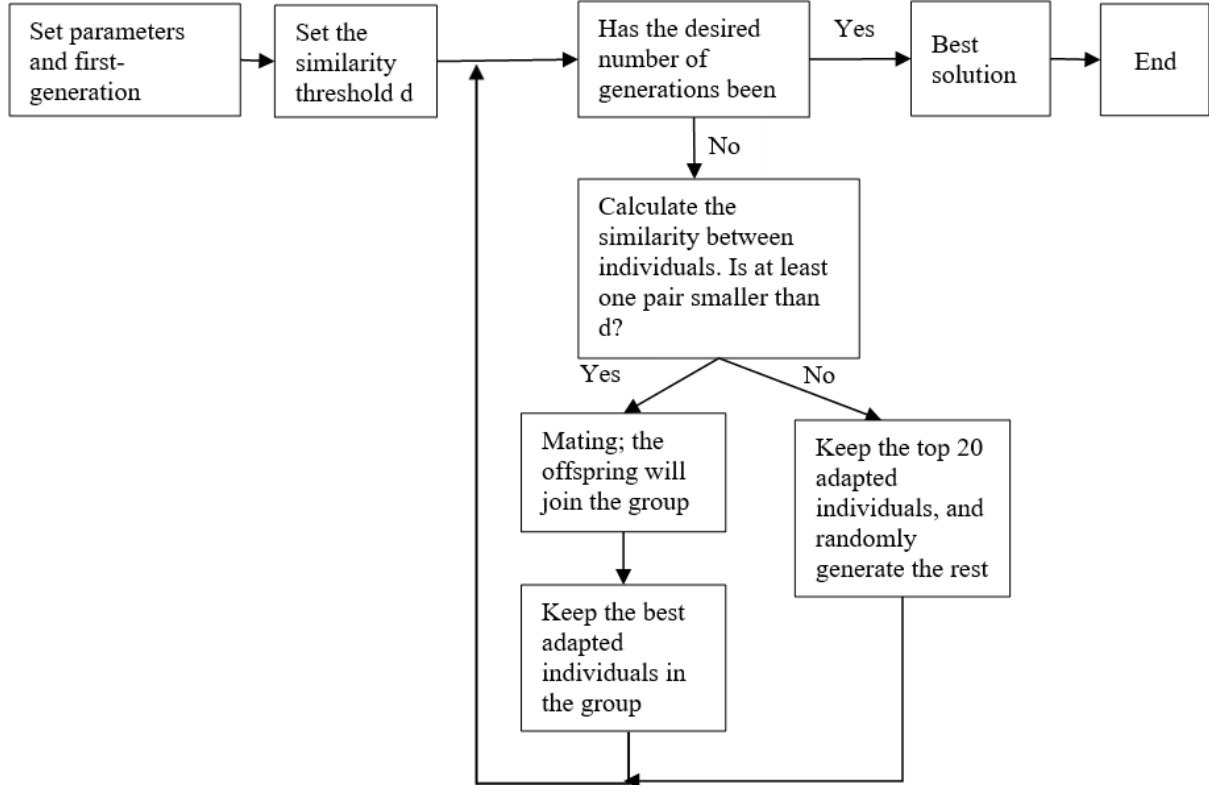 Set parameters
and first-
generation
Set the
similarity
threshold d
Has the desired
number of
generations been
Yes
Best
solution
End
No
Calculate the
similarity between
individuals. Is at least
one pair smaller than
d?
Yes
No
Mating; the
offspring will
join the group
Keep the top 20
adapted
individuals, and
randomly
generate the rest
Keep the best
adapted
individuals in
the group